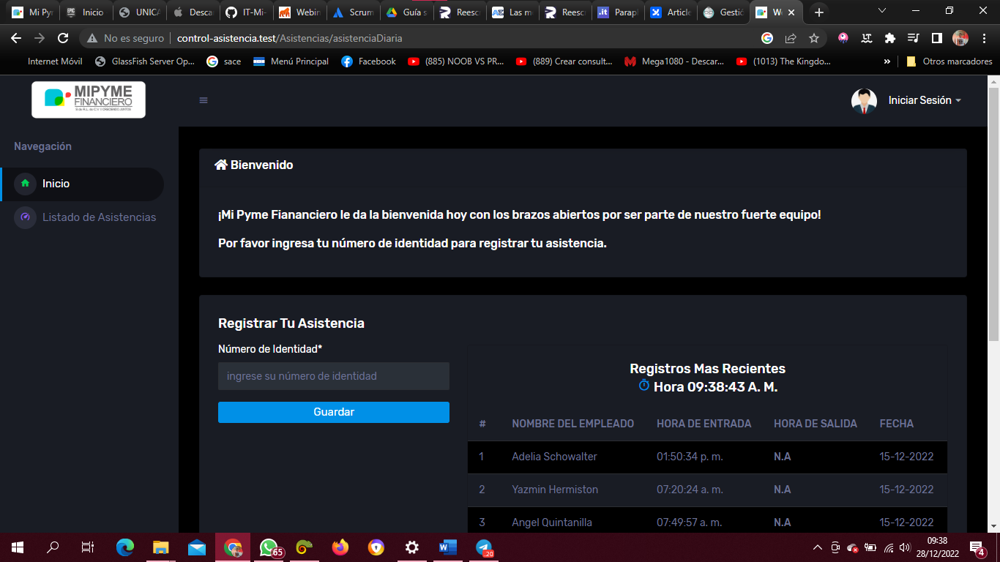 Mi Pyr
Inicio
UNICA
Descar
IT-Mi-
Webin
Scrum
Guía s
Reescr
Las m
Reescr
Parap
Article
Gestió
W
No es seguro
control-asistencia.test/Asistencias/asistenciaDiaria
Internet Móvil
GlassFish Server Op...
sace
Menú Principal
Facebook
(885) NOOB VS PR...
(889) Crear consult...
Mega1080 - Descar...
(1013) The Kingdo...
»
Otros marcadores
MIPYME
FINANCIERO
Iniciar Sesión
Navegación
Inicio
Listado de Asistencias
Bienvenido
¡Mi Pyme Fiananciero le da la bienvenida hoy con los brazos abiertos por ser parte de nuestro fuerte equipo!
Por favor ingresa tu número de identidad para registrar tu asistencia.
Registrar Tu Asistencia
Número de Identidad*
ingrese su número de identidad
Guardar
Registros Mas Recientes
Hora 09:38:43 A. M.
# NOMBRE DEL EMPLEADO HORA DE ENTRADA HORA DE SALIDA FECHA
1 Adelia Schowalter 01:50:34 p. m. N.A 15-12-2022
2 Yazmin Hermiston 07:20:24 a. m. N.A 15-12-2022
3 Angel Quintanilla 07:49:57 a. m. N.A 15-12-2022
65
20
09:38
28/12/2022
4